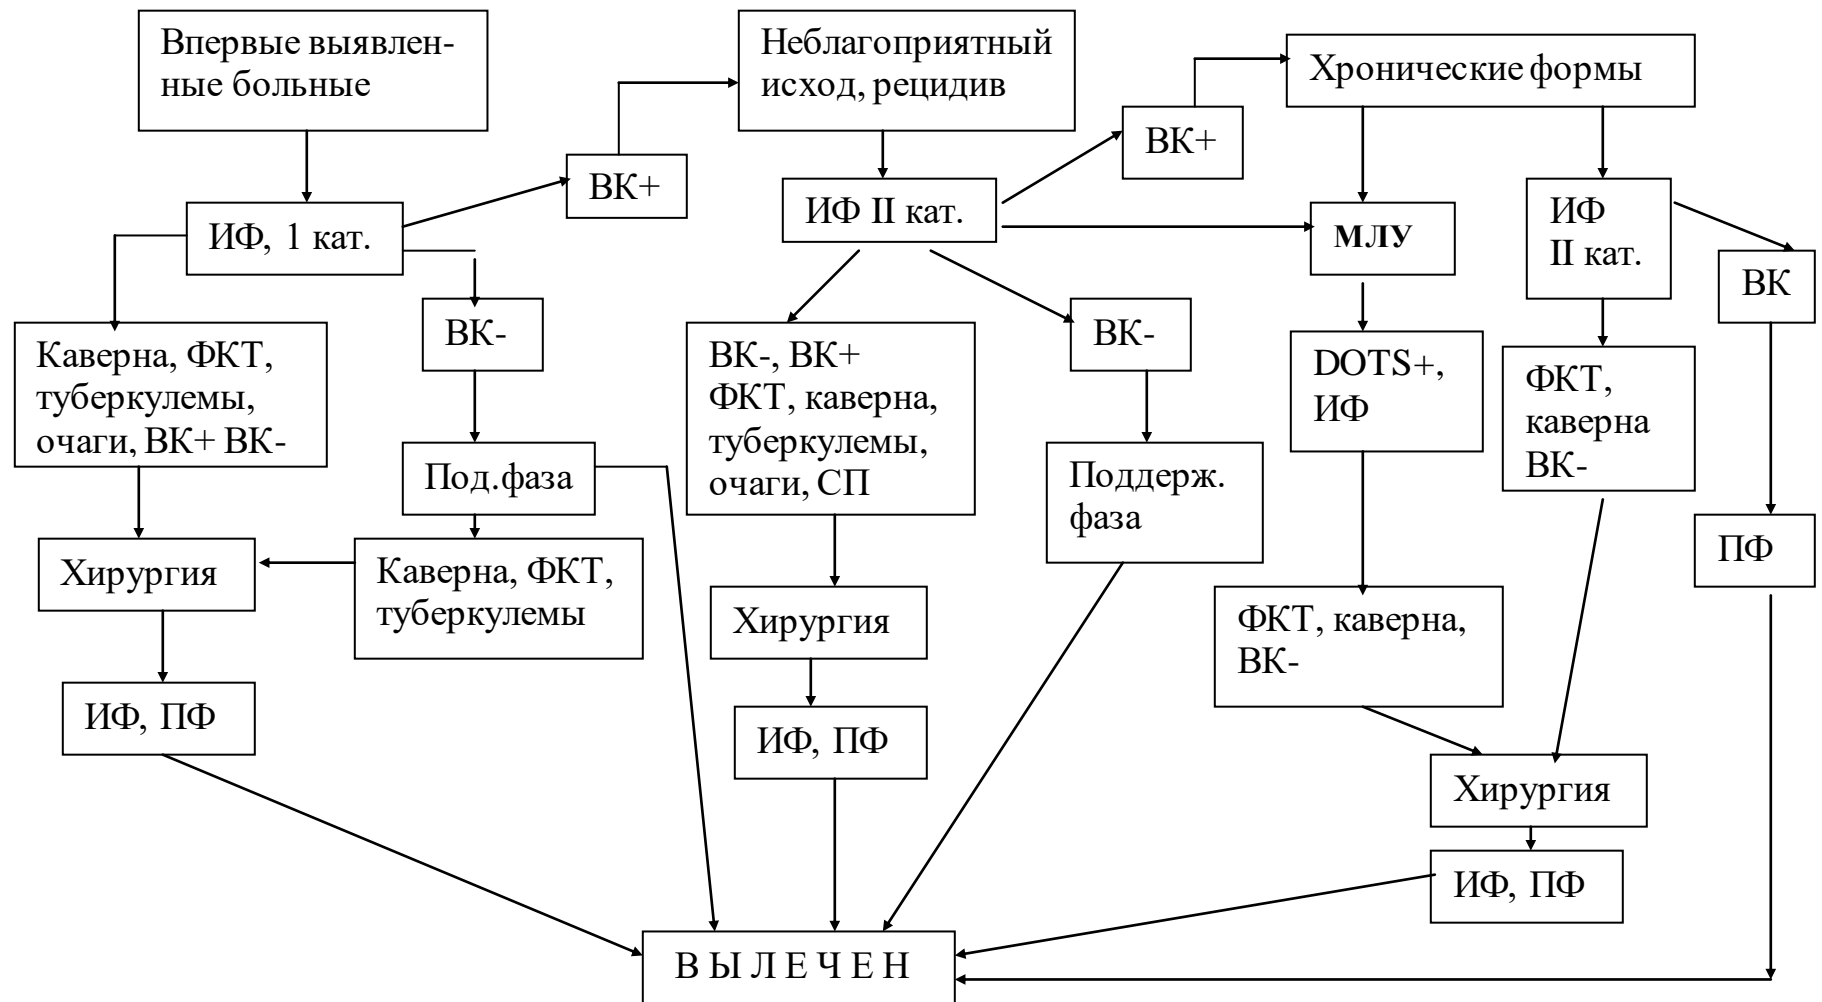 Впервые выявлен-
ные больные
Неблагоприятный
исход, рецидив
Хронические формы
ВК+
ВК+
ИФ, 1 кат.
ИФ II кат.
МЛУ
ИФ
II кат.
ВК
ВК-
ВК-
Каверна, ФКТ,
туберкулемы,
очаги, ВК+ ВК-
ВК-, ВК+
ФКТ, каверна,
туберкулемы,
очаги, СП
DOTS+,
ИФ
ФКТ,
каверна
ВК-
Под.фаза
Поддерж.
фаза
ПФ
Хирургия
Каверна, ФКТ,
туберкулемы
Хирургия
ФКТ, каверна,
ВК-
ИФ, ПФ
ИФ, ПФ
Хирургия
ИФ, ПФ
В Ы Л Е Ч Е Н